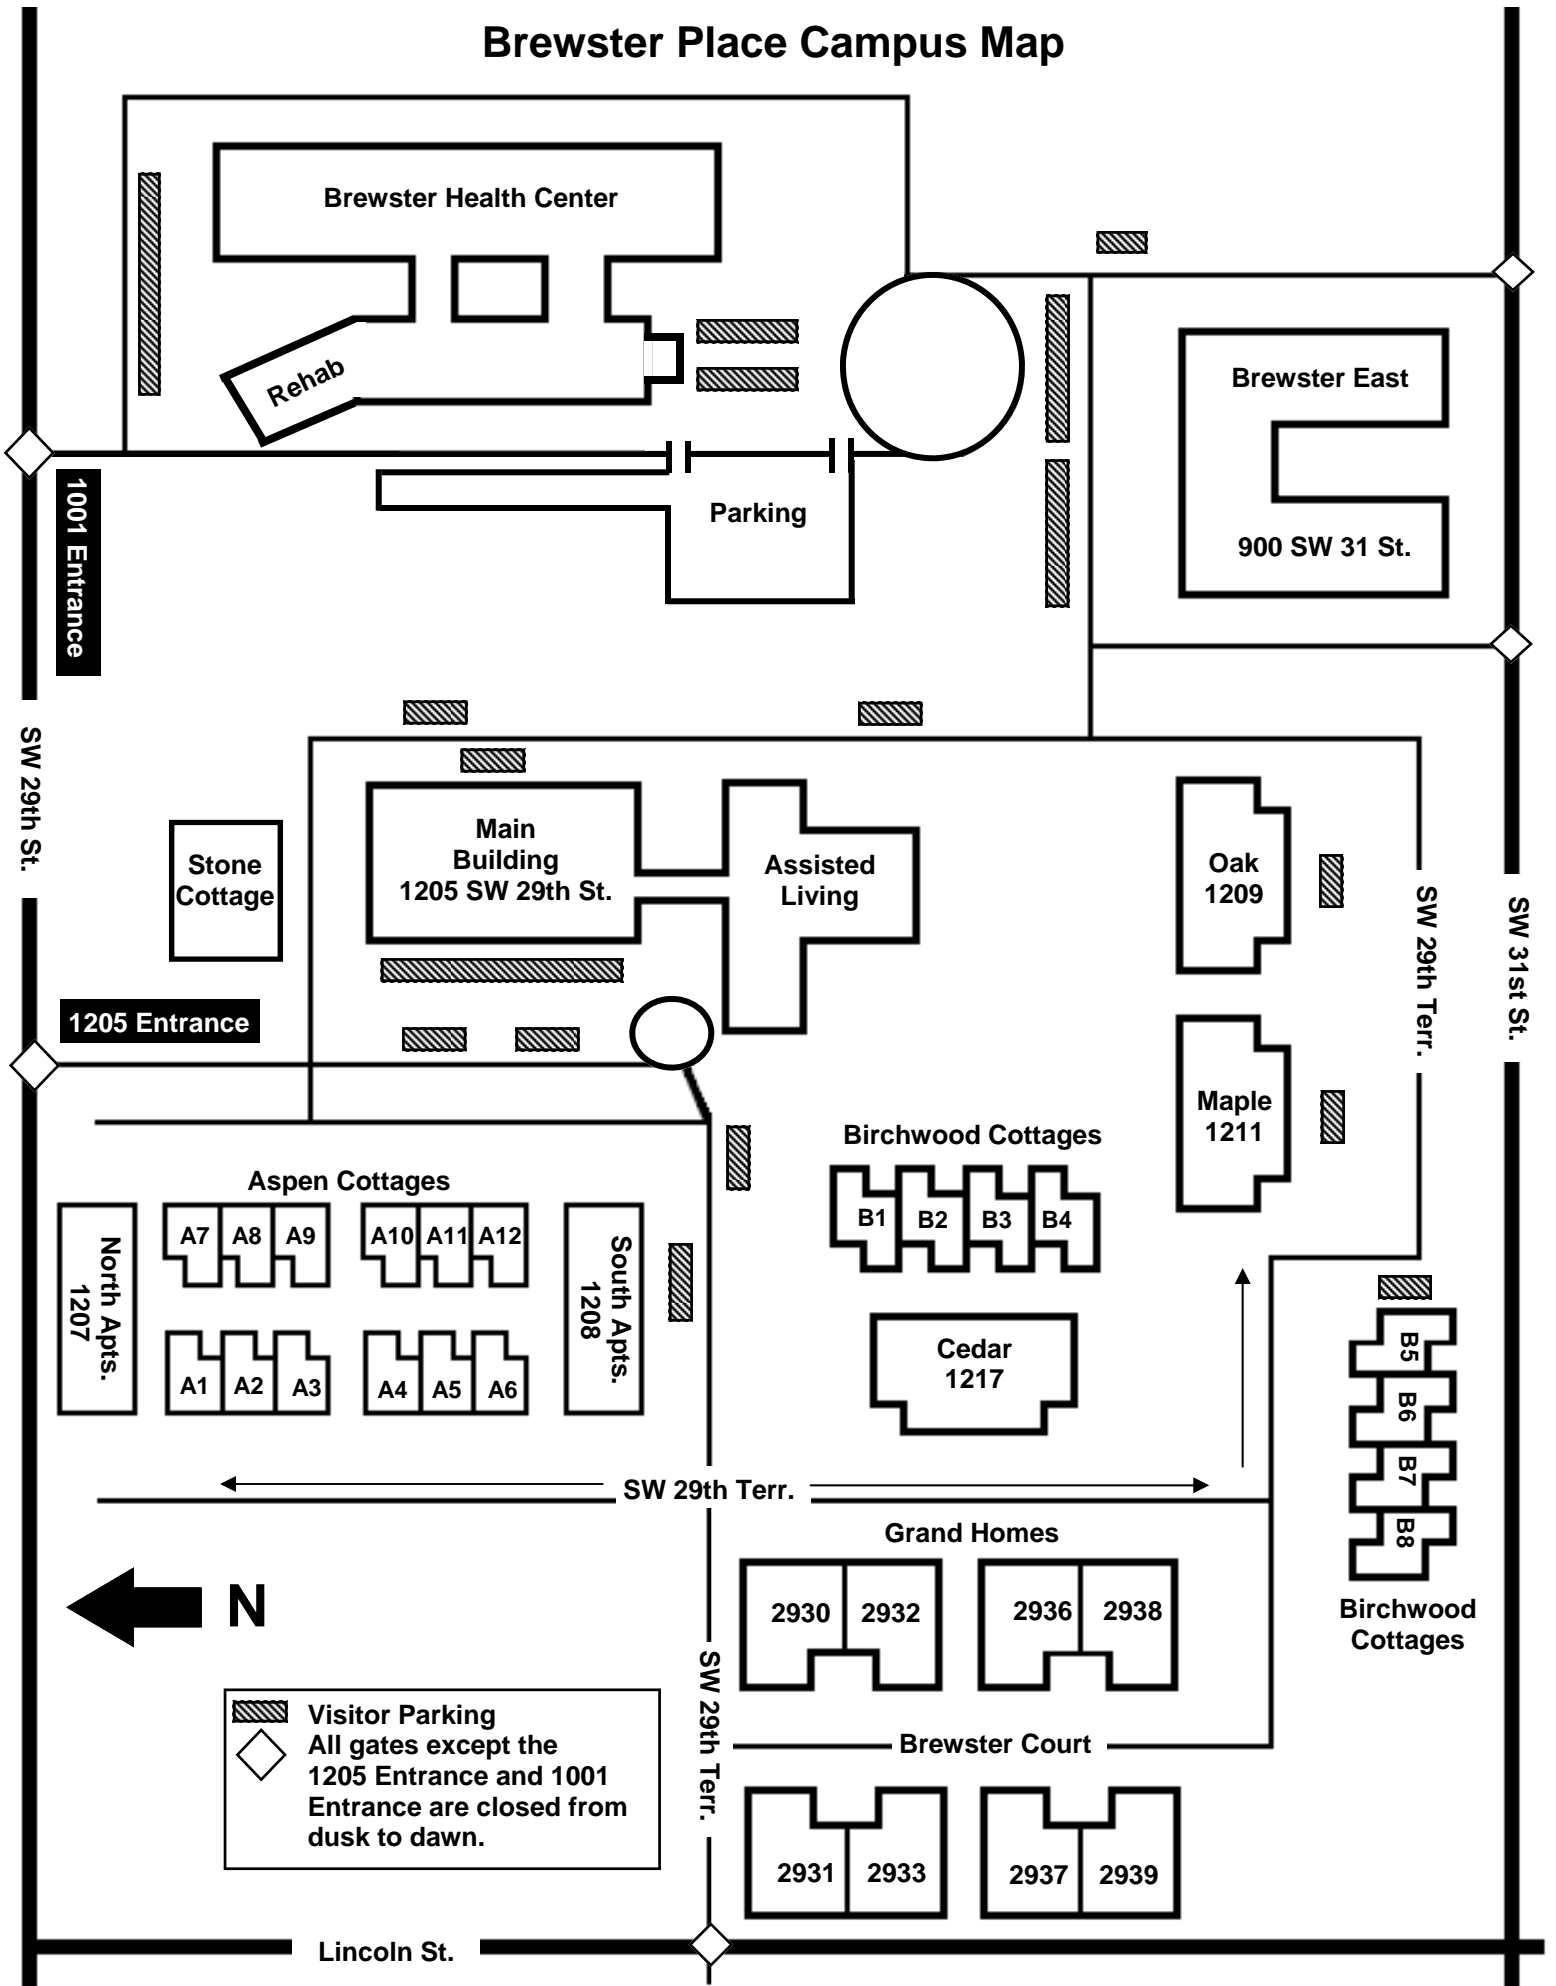 Brewster Place Campus Map
Brewster Health Center
Rehab
Brewster East
900 SW 31 St.
Parking
1001 Entrance
SW 29th St.
Main
Building
1205 SW 29th St.
Assisted
Living
Stone
Cottage
Oak
1209
SW 29th Terr.
SW 31st St.
1205 Entrance
Maple
1211
Birchwood Cottages
B1
B2
B3
B4
Aspen Cottages
North Apts.
1207
A7
A8
A9
A10
A11
A12
South Apts.
1208
A1
A2
A3
A4
A5
A6
Cedar
1217
B5
B6
B7
B8
Birchwood
Cottages
SW 29th Terr.
Grand Homes
2930
2932
2936
2938
N
SW 29th Terr.
Brewster Court
2931
2933
2937
2939
Visitor Parking
All gates except the
1205 Entrance and 1001
Entrance are closed from
dusk to dawn.
Lincoln St.